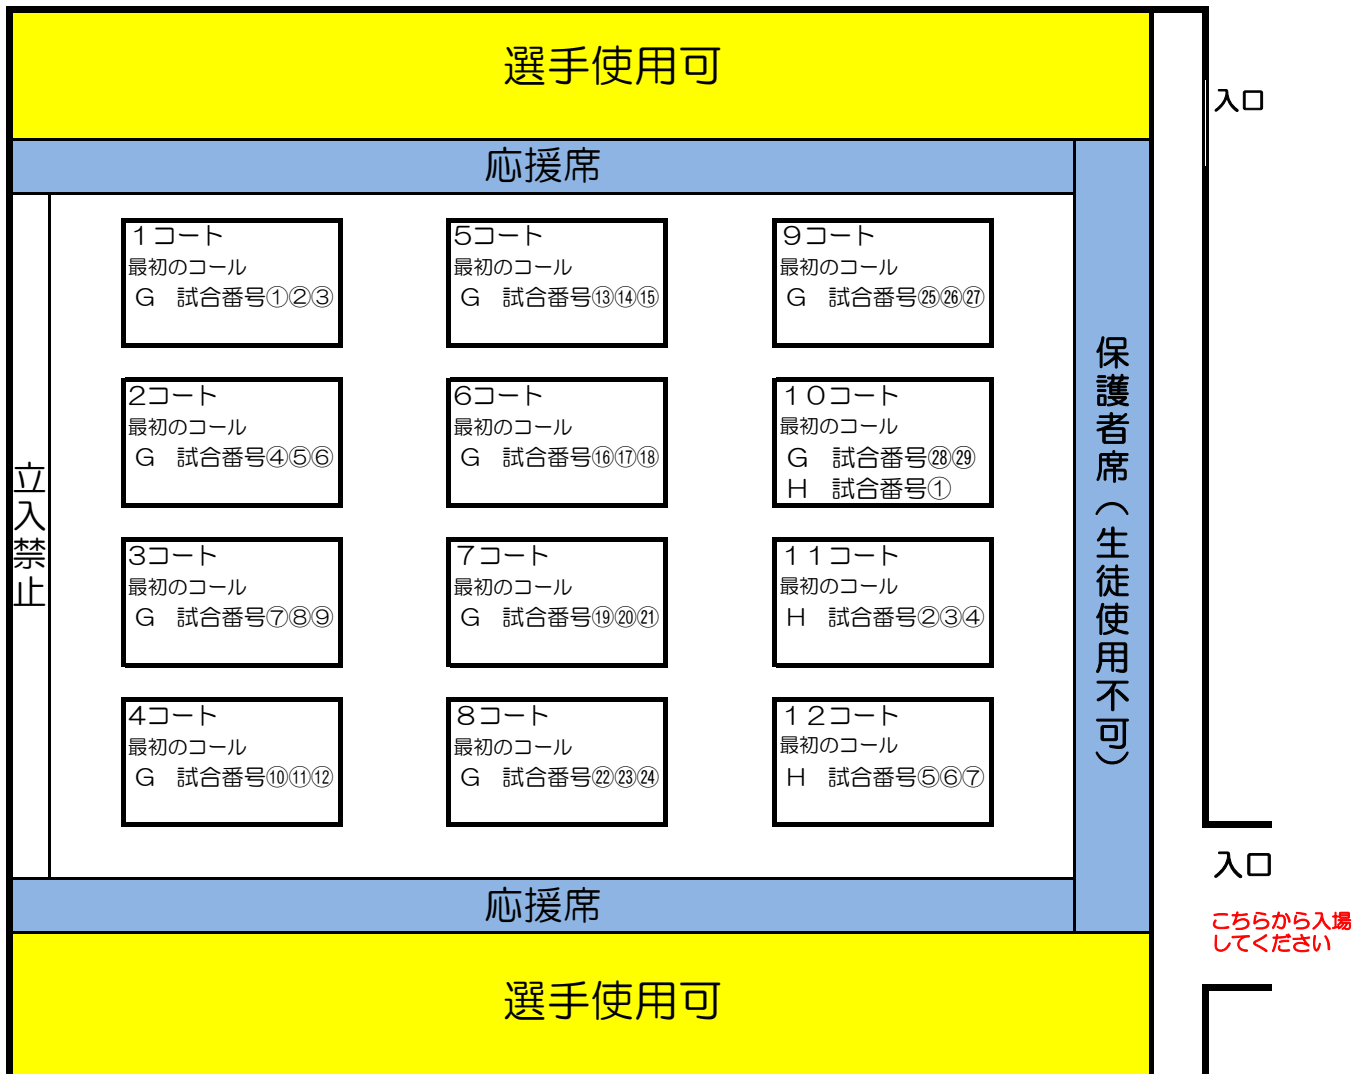 選手使用可
入口
応援席
１コート
最初のコール
Ｇ　試合番号①②③
５コート
最初のコール
Ｇ　試合番号⑬⑭⑮
９コート
最初のコール
Ｇ　試合番号㉕㉖㉗
２コート
最初のコール
Ｇ　試合番号④⑤⑥
６コート
最初のコール
Ｇ　試合番号⑯⑰⑱
１０コート
最初のコール
Ｇ　試合番号㉘㉙
Ｈ　試合番号①
３コート
最初のコール
Ｇ　試合番号⑦⑧⑨
７コート
最初のコール
Ｇ　試合番号⑲⑳㉑
１１コート
最初のコール
Ｈ　試合番号②③④
４コート
最初のコール
Ｇ　試合番号⑩⑪⑫
８コート
最初のコール
Ｇ　試合番号㉒㉓㉔
１２コート
最初のコール
Ｈ　試合番号⑤⑥⑦
立入禁止
保護者席（生徒使用不可）
入口
こちらから入場
してください
応援席
選手使用可